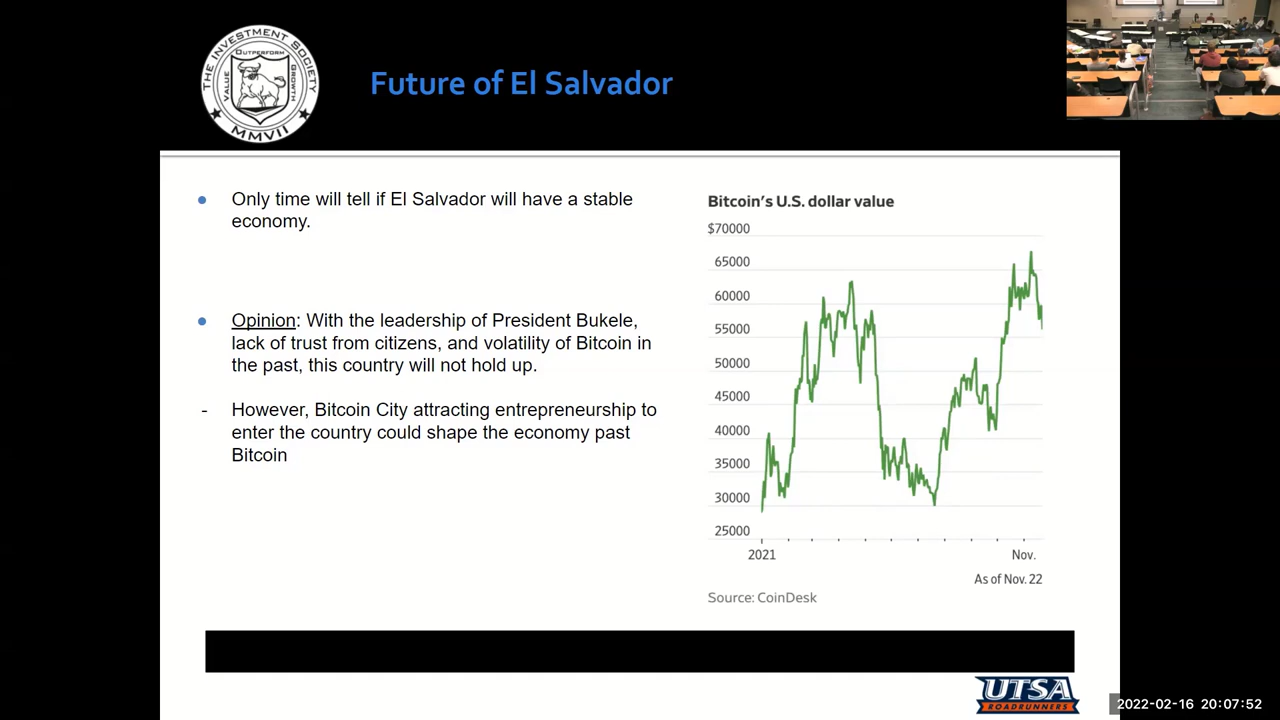 THE INVESTMENT SOCIETY
OUTPERFORM
VALUE
GROWTH
MMVII
Future of El Salvador
● Only time will tell if El Salvador will have a stable
economy.
● Opinion: With the leadership of President Bukele,
lack of trust from citizens, and volatility of Bitcoin in
the past, this country will not hold up.
- However, Bitcoin City attracting entrepreneurship to
enter the country could shape the economy past
Bitcoin
Bitcoin's U.S. dollar value
$70000
65000
60000
55000
50000
45000
40000
35000
30000
25000
2021 Nov.
As of Nov. 22
Source: CoinDesk
UTSA
ROADRUNNERS
2022-02-16 20:07:52